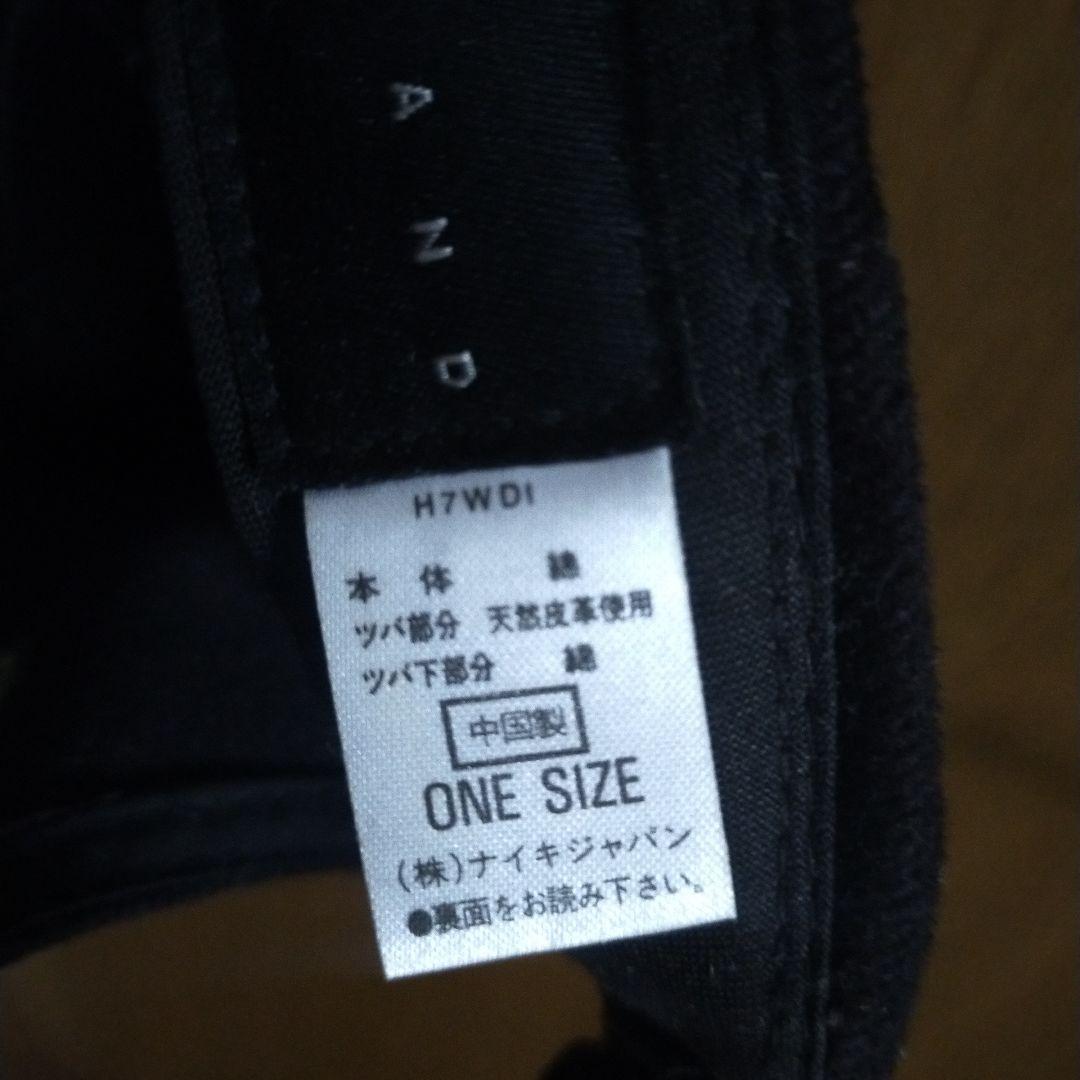 A N D
H7WDI
本 体 綿
ツバ部分 天然皮革使用
ツバ下部分 綿
中国製
ONE SIZE
(株)ナイキジャパン
●裏面をお読み下さい。